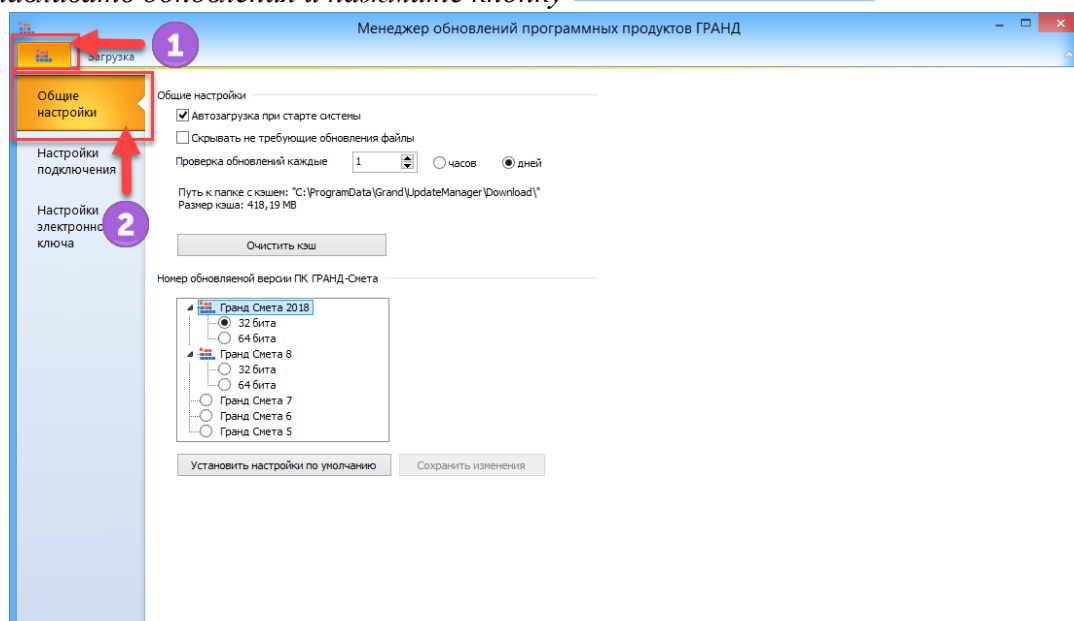 обновления и нажмите кнопку
Менеджер обновлений программных продуктов ГРАНД
1
Загрузка
Общие
настройки
Настройки
подключения
Настройки
ключа
2
Общие настройки
Автозагрузка при старте системы
Скрывать не требующие обновления файлы
Проверка обновлений каждые 1 часов дней
Путь к папке с кэшем: "C:\ProgramData\Grand\UpdateManager\Download\"
Размер кэша: 418,19 MB
Очистить кэш
Номер обновляемой версии ПК ГРАНД-Смета
Гранд Смета 2018
32 бита
64 бита
Гранд Смета 8
32 бита
64 бита
Гранд Смета 7
Гранд Смета 6
Гранд Смета 5
Установить настройки по умолчанию Сохранить изменения